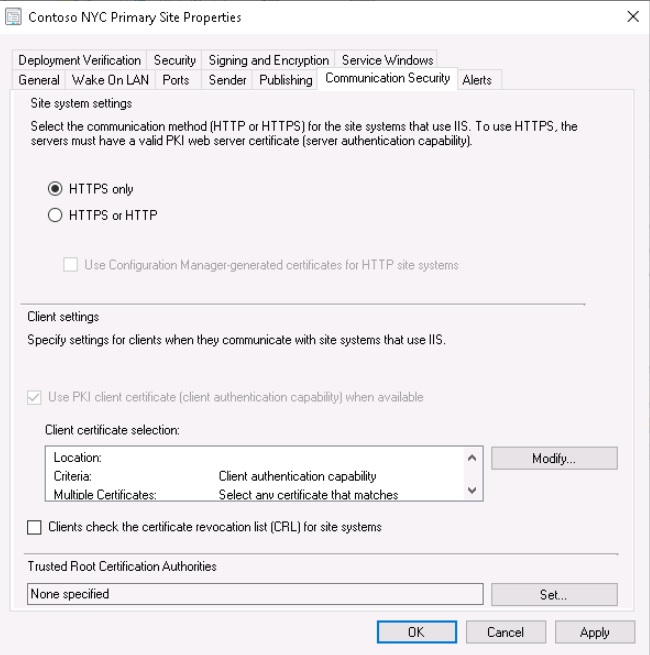 Contoso NYC Primary Site Properties
Deployment Verification Security Signing and Encryption Service Windows
General Wake On LAN Ports Sender Publishing Communication Security Alerts
Site system settings
Select the communication method (HTTP or HTTPS) for the site systems that use IIS. To use HTTPS, the
servers must have a valid PKI web server certificate (server authentication capability).
HTTPS only
HTTPS or HTTP
Use Configuration Manager-generated certificates for HTTP site systems
Client settings
Specify settings for clients when they communicate with site systems that use IIS.
Use PKI client certificate (client authentication capability) when available
Client certificate selection:
Location:
Criteria: Client authentication capability
Multiple Certificates: Select any certificate that matches
Modify...
Clients check the certificate revocation list (CRL) for site systems
Trusted Root Certification Authorities
None specified
Set...
OK Cancel Apply